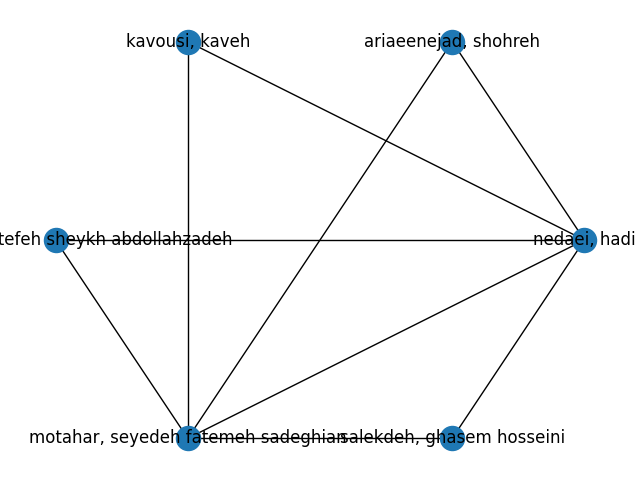 kavousi, kaveh
ariaeenejad, shohreh
tefeh sheykh abdollahzadeh
nedaei, hadi
motahar, seyedeh fatemeh sadeghian
salekdeh, ghasem hosseini